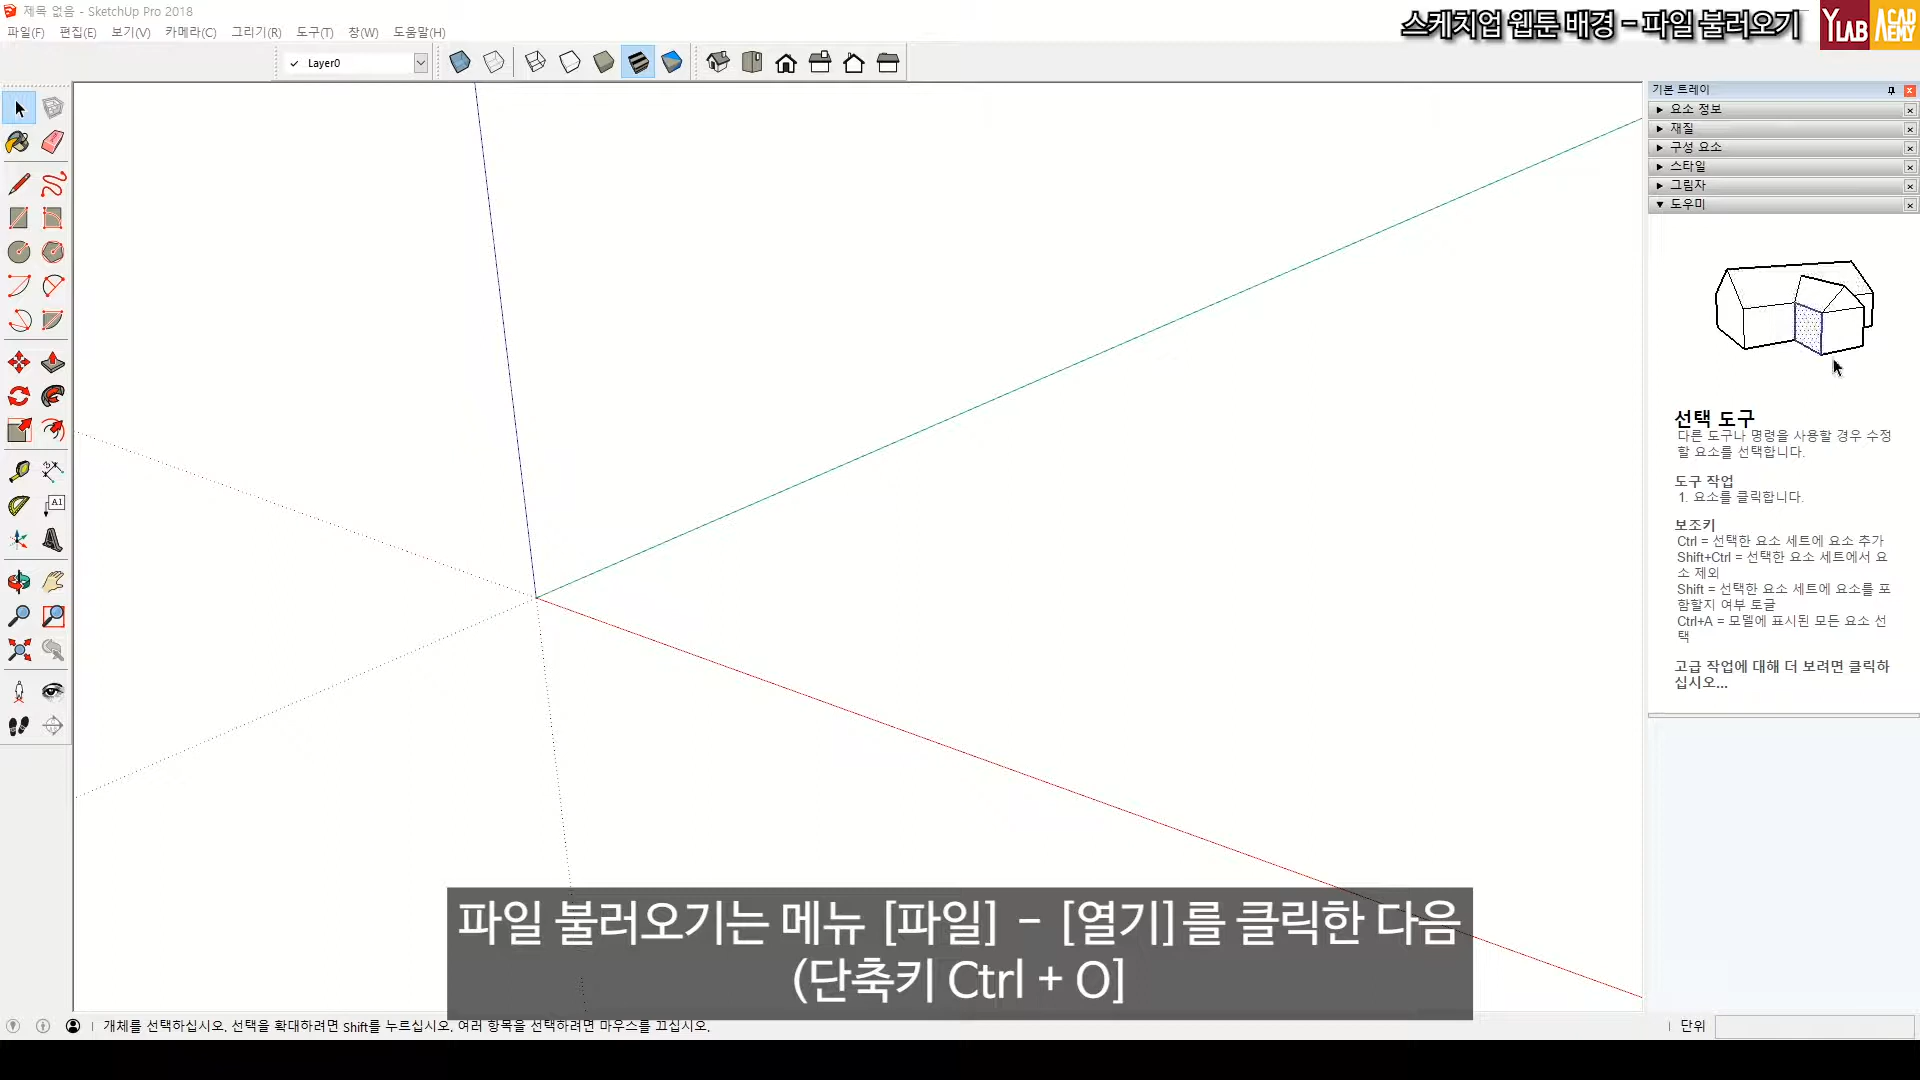 제목 없음 - SketchUp Pro 2018
스케치업 웹툰 배경 - 파일 불러오기
YLAB ACADEMY
파일(F) 편집(E) 보기(V) 카메라(C) 그리기(R) 도구(T) 창(W) 도움말(H)
Layer0
기본 트레이
요소 정보
재질
구성 요소
스타일
그림자
도우미
선택 도구
다른 도구나 명령을 사용할 경우 수정
할 요소를 선택합니다.
도구 작업
1. 요소를 클릭합니다.
보조키
Ctrl = 선택한 요소 세트에 요소 추가
Shift+Ctrl = 선택한 요소 세트에서 요
소 제외
Shift = 선택한 요소 세트에 요소를 포
함할지 여부 토글
Ctrl+A = 모델에 표시된 모든 요소 선
택
고급 작업에 대해 더 보려면 클릭하
십시오...
A1
파일 불러오기는 메뉴 [파일] - [열기]를 클릭한 다음
(단축키 Ctrl + O]
개체를 선택하십시오. 선택을 확대하려면 Shift를 누르십시오. 여러 항목을 선택하려면 마우스를 끄십시오.
단위